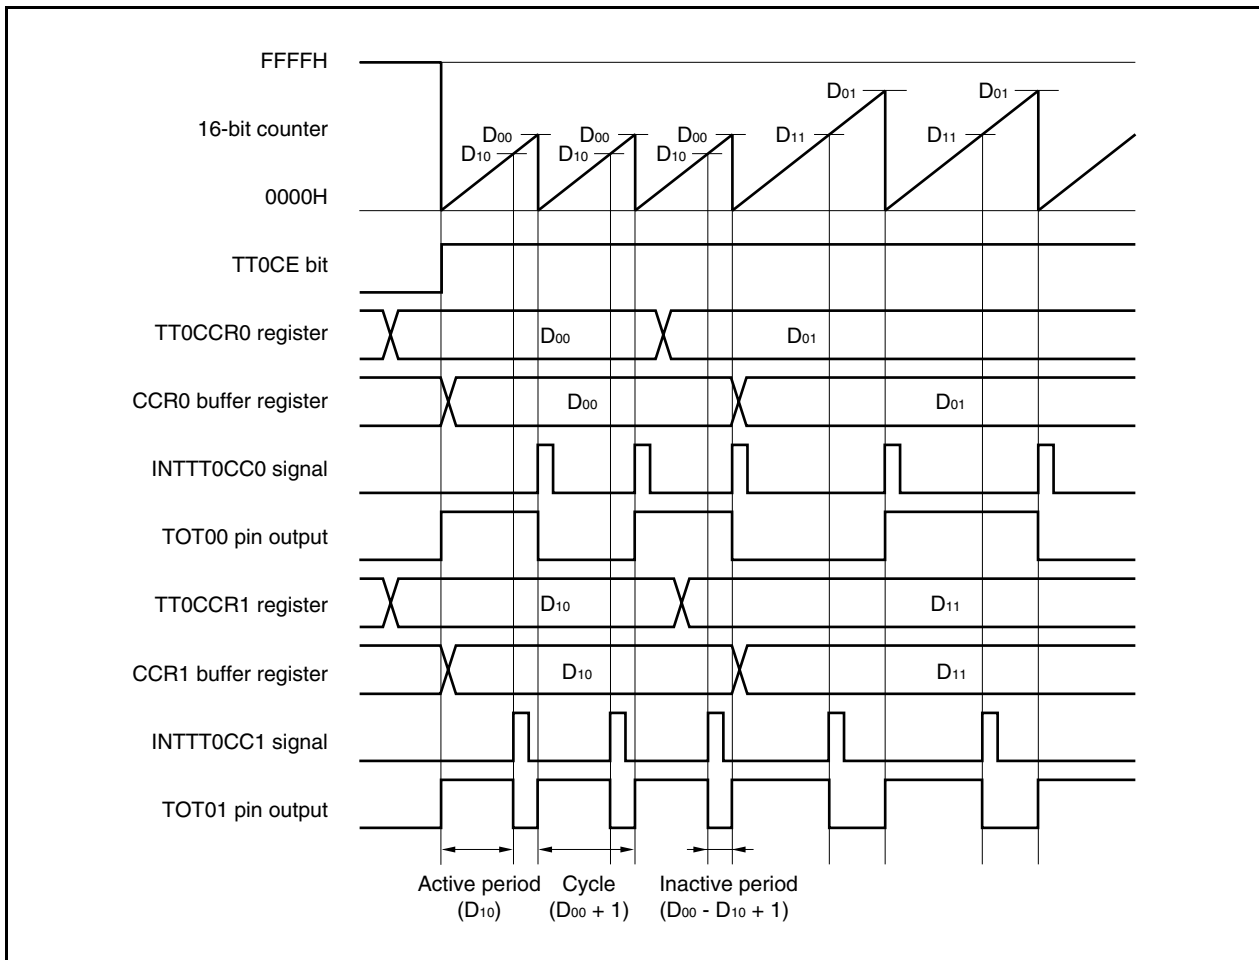 FFFFH
D01 D01
16-bit counter D00 D00 D00 D11 D11
D10 D10 D10
0000H
TT0CE bit
TT0CCR0 register D00 D01
CCR0 buffer register D00 D01
INTTT0CC0 signal
TOT00 pin output
TT0CCR1 register D10 D11
CCR1 buffer register D10 D11
INTTT0CC1 signal
TOT01 pin output
Active period Cycle Inactive period
(D10) (D00 + 1) (D00 - D10 + 1)